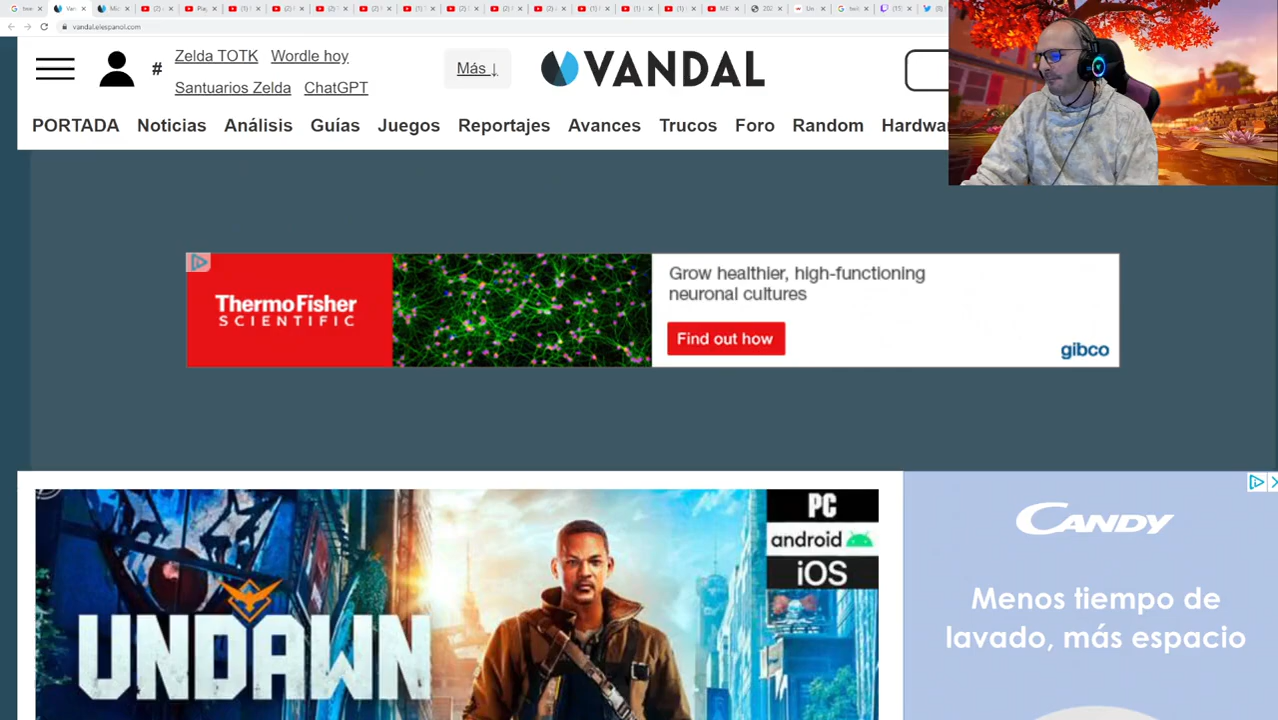 vandal.elespanol.com
# Zelda TOTK Wordle hoy
Santuarios Zelda ChatGPT
Más ↓
VANDAL
PORTADA Noticias Análisis Guías Juegos Reportajes Avances Trucos Foro Random Hardwar
ThermoFisher
SCIENTIFIC
Grow healthier, high-functioning
neuronal cultures
Find out how
gibco
PC
android
iOS
UNDAWN
CANDY
Menos tiempo de
lavado, más espacio